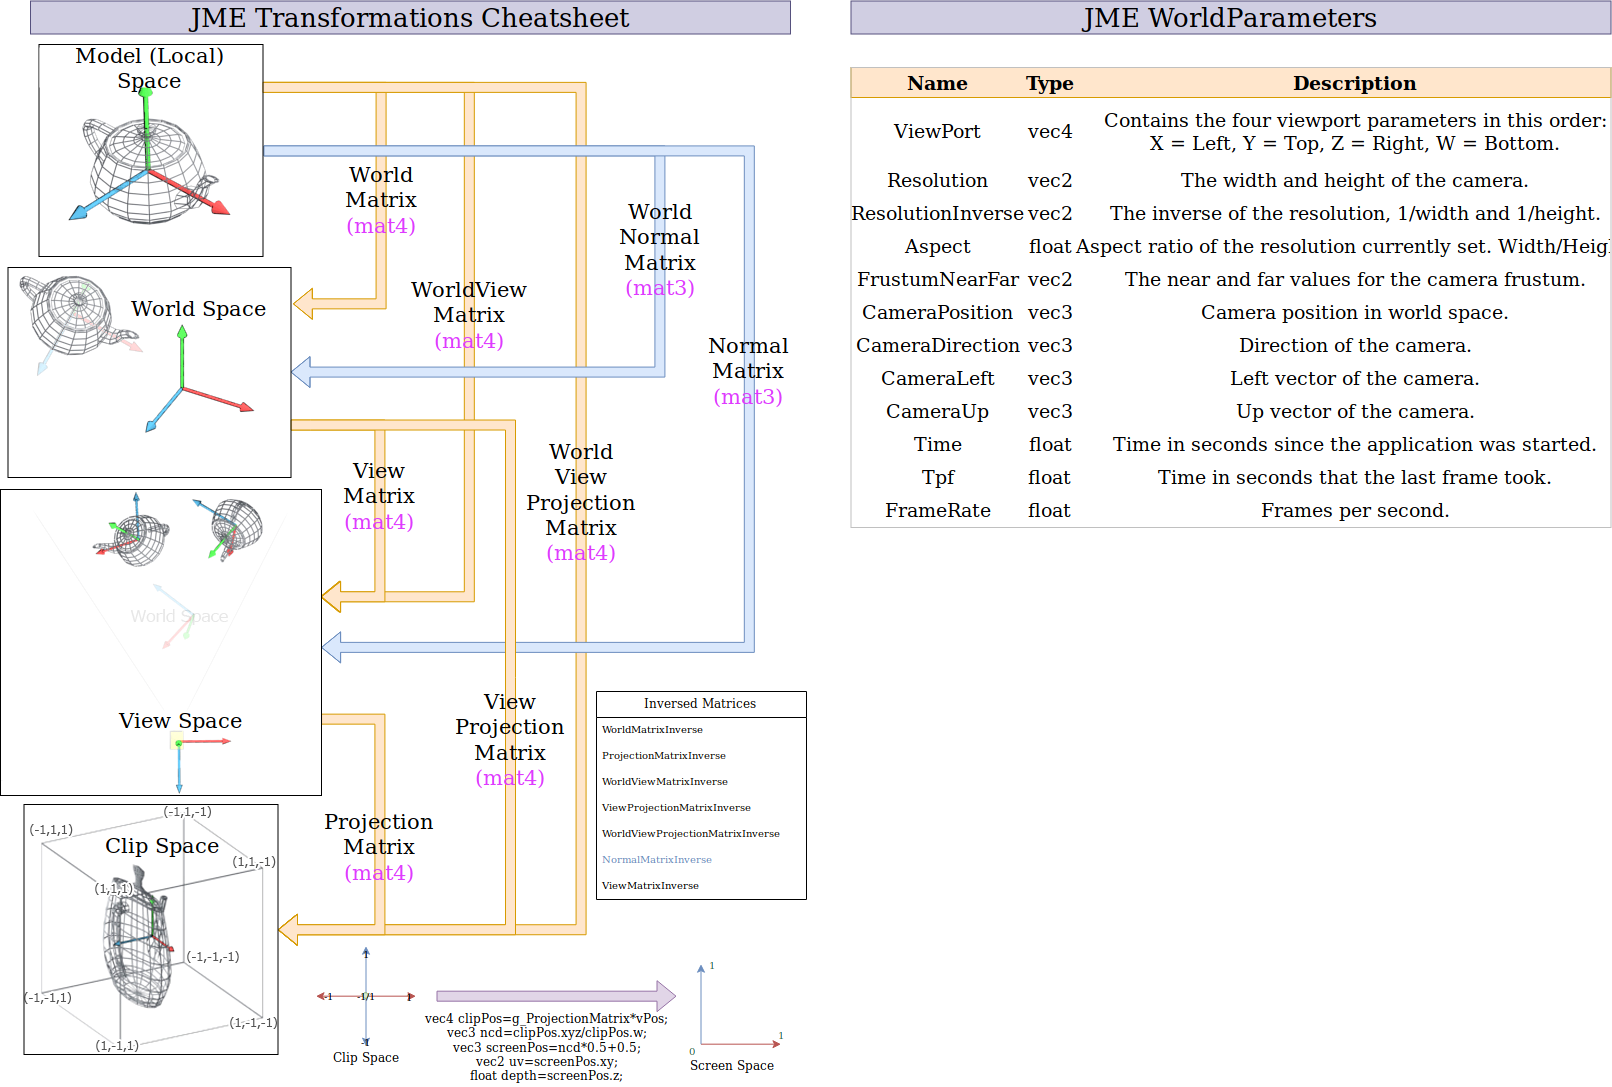 JME Transformations Cheatsheet
Model (Local)
Space
World
Matrix
(mat4)
World
Normal
Matrix
(mat3)
World Space
WorldView
Matrix
(mat4)
Normal
Matrix
(mat3)
View
Matrix
(mat4)
World
View
Projection
Matrix
(mat4)
World Space
View Space
View
Projection
Matrix
(mat4)
Projection
Matrix
(mat4)
Inversed Matrices
WorldMatrixInverse
ProjectionMatrixInverse
WorldViewMatrixInverse
ViewProjectionMatrixInverse
WorldViewProjectionMatrixInverse
NormalMatrixInverse
ViewMatrixInverse
(-1,1,-1)
(-1,1,1)
Clip Space
(1,1,-1)
(1,1,1)
(-1,-1,-1)
(-1,-1,1)
(1,-1,-1)
(1,-1,1)
1
-1
-1/1
1
-1
Clip Space
vec4 clipPos=g_ProjectionMatrix*vPos;
vec3 ncd=clipPos.xyz/clipPos.w;
vec3 screenPos=ncd*0.5+0.5;
vec2 uv=screenPos.xy;
float depth=screenPos.z;
1
1
0
Screen Space
JME WorldParameters
Name Type Description
ViewPort vec4 Contains the four viewport parameters in this order:
X = Left, Y = Top, Z = Right, W = Bottom.
Resolution vec2 The width and height of the camera.
ResolutionInverse vec2 The inverse of the resolution, 1/width and 1/height.
Aspect float Aspect ratio of the resolution currently set. Width/Heig
FrustumNearFar vec2 The near and far values for the camera frustum.
CameraPosition vec3 Camera position in world space.
CameraDirection vec3 Direction of the camera.
CameraLeft vec3 Left vector of the camera.
CameraUp vec3 Up vector of the camera.
Time float Time in seconds since the application was started.
Tpf float Time in seconds that the last frame took.
FrameRate float Frames per second.